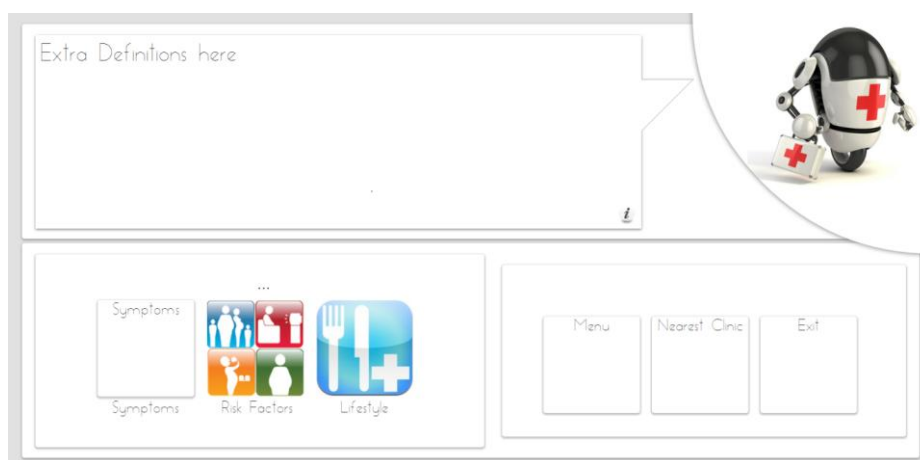 Extra Definitions here
i
...
Symptoms
Symptoms
Risk Factors
Lifestyle
Menu
Nearest Clinic
Exit